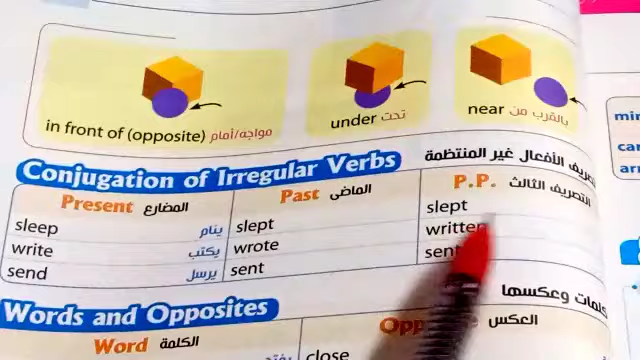 in front of (opposite) مواجه/أمام
under تحت
near بالقرب من
Conjugation of Irregular Verbs تصريف الأفعال غير المنتظمة
Present المضارع Past الماضى P.P. التصريف الثالث
sleep ينام slept slept
write يكتب wrote written
send يرسل sent sent
Words and Opposites كلمات وعكسها
Word الكلمة العكس
close